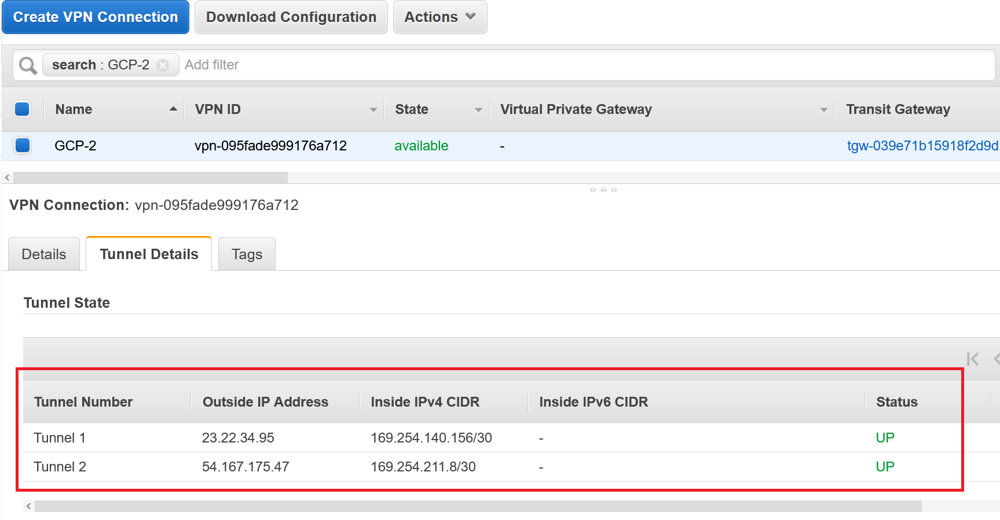 Create VPN Connection Download Configuration Actions
search : GCP-2 Add filter
Name VPN ID State Virtual Private Gateway Transit Gateway
GCP-2 vpn-095fade999176a712 available - tgw-039e71b15918f2d9d
VPN Connection: vpn-095fade999176a712
Details Tunnel Details Tags
Tunnel State
Tunnel Number Outside IP Address Inside IPv4 CIDR Inside IPv6 CIDR Status
Tunnel 1 23.22.34.95 169.254.140.156/30 - UP
Tunnel 2 54.167.175.47 169.254.211.8/30 - UP